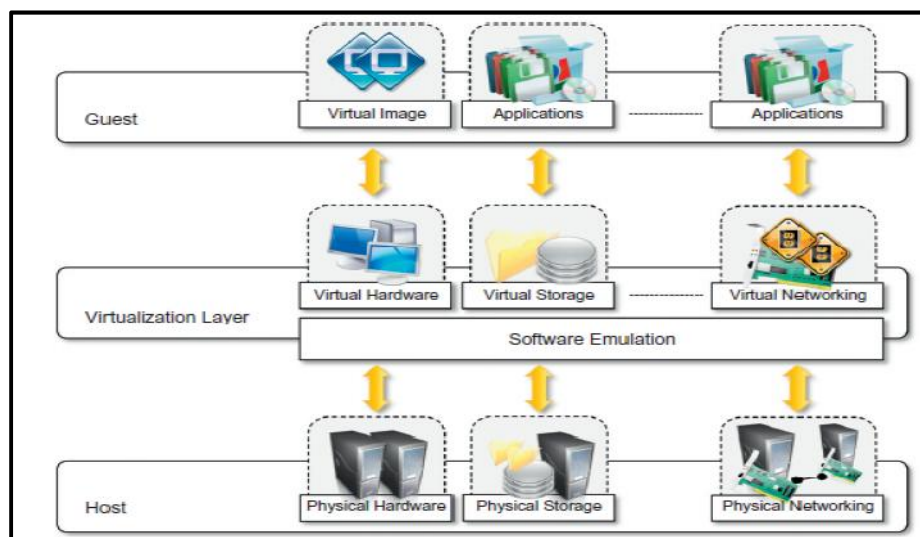 Virtual Image
Applications
Applications
Guest
Virtual Hardware
Virtual Storage
Virtual Networking
Virtualization Layer
Software Emulation
Physical Hardware
Physical Storage
Physical Networking
Host